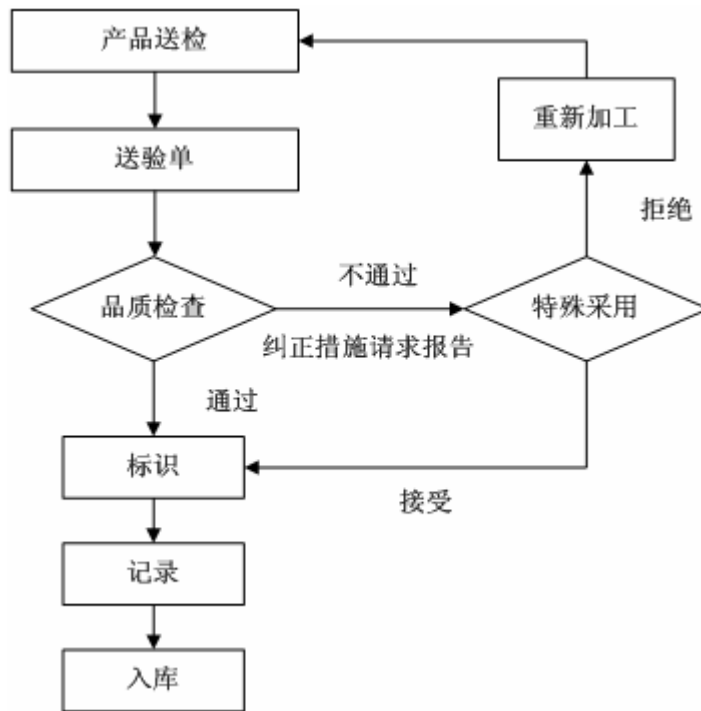 产品送检
重新加工
送验单
拒绝
不通过
品质检查
特殊采用
纠正措施请求报告
通过
标识
接受
记录
入库